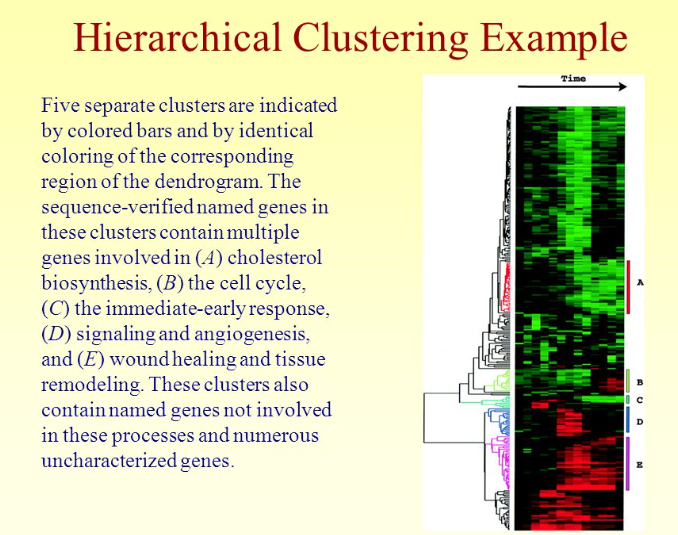 Hierarchical Clustering Example
Time
Five separate clusters are indicated
by colored bars and by identical
coloring of the corresponding
region of the dendrogram. The
sequence-verified named genes in
these clusters contain multiple
genes involved in (A) cholesterol
biosynthesis, (B) the cell cycle,
(C) the immediate-early response,
(D) signaling and angiogenesis,
and (E) wound healing and tissue
remodeling. These clusters also
contain named genes not involved
in these processes and numerous
uncharacterized genes.
A
B
C
D
E